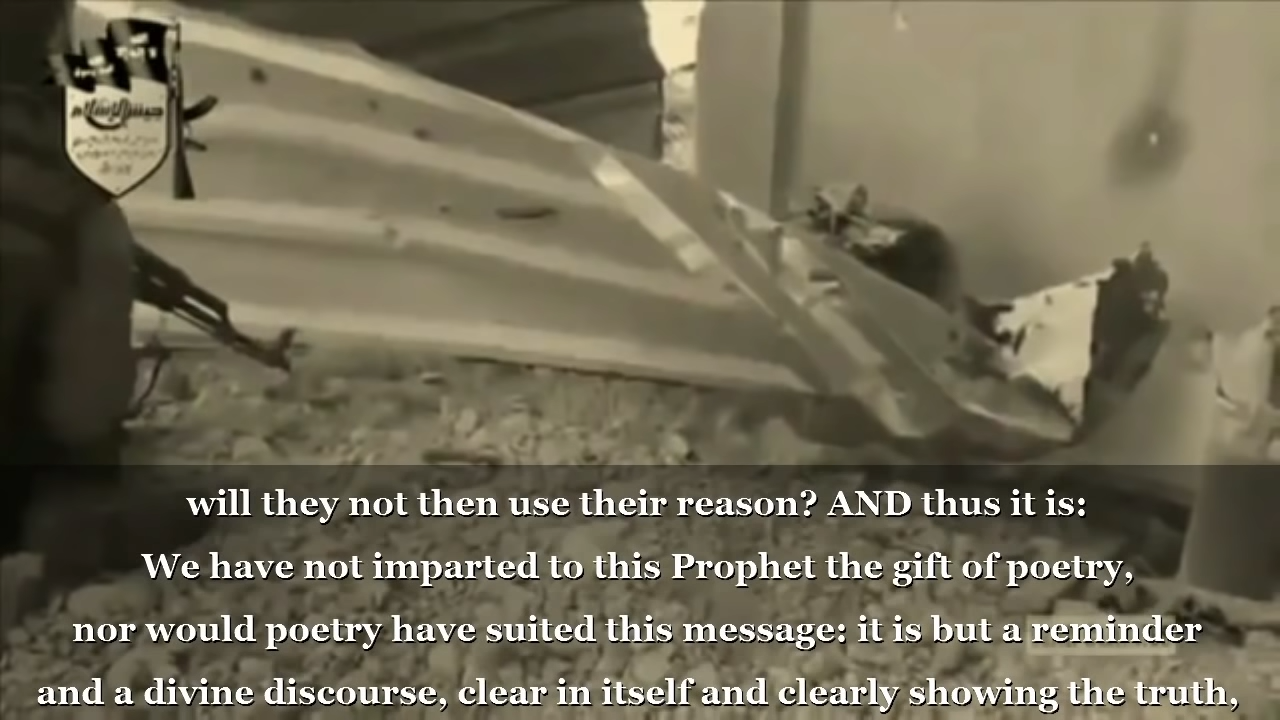 جيش الإسلام
will they not then use their reason? AND thus it is:
We have not imparted to this Prophet the gift of poetry,
nor would poetry have suited this message: it is but a reminder
and a divine discourse, clear in itself and clearly showing the truth,